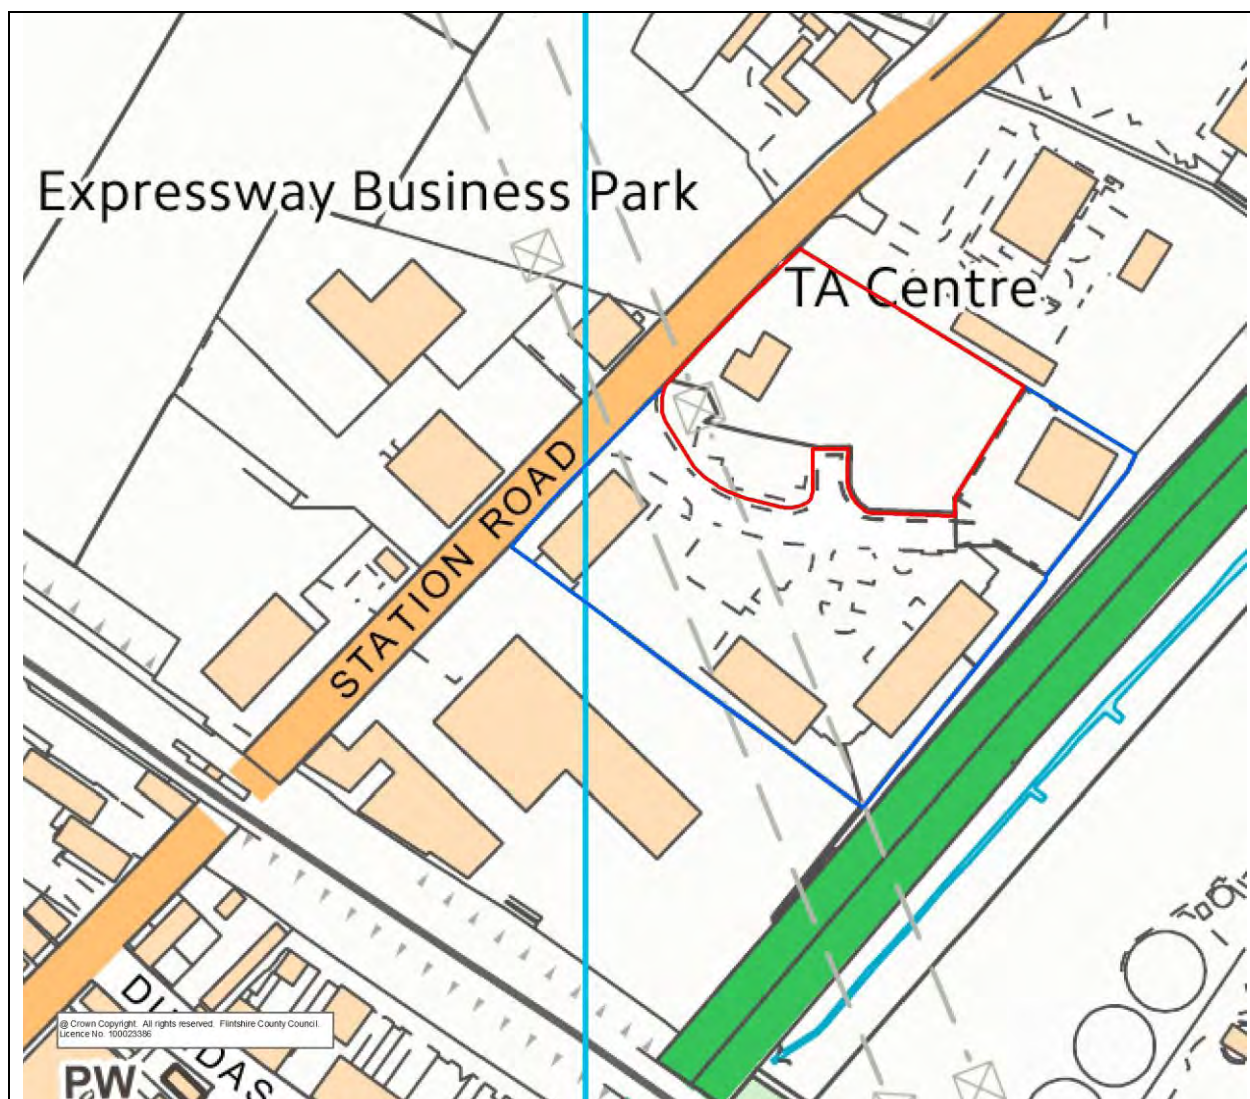 Expressway Business Park
TA Centre
STATION ROAD
@ Crown Copyright. All rights reserved. Flintshire County Council.
Licence No. 100023386
DAS
PW